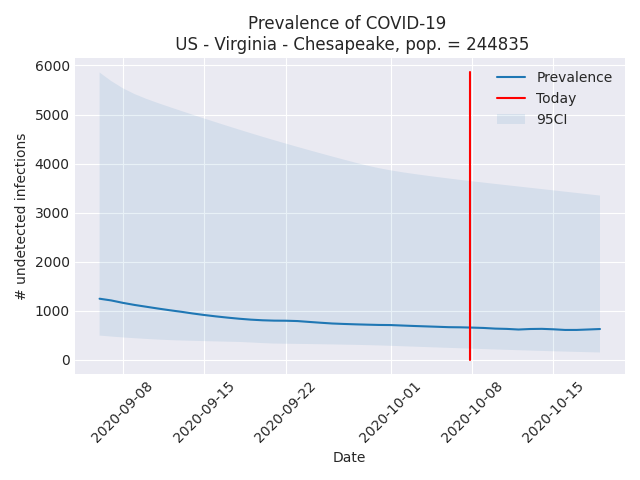 Prevalence of COVID-19
US - Virginia - Chesapeake, pop. = 244835
6000
5000
4000
3000
2000
1000
0
# undetected infections
Prevalence
Today
95CI
2020-09-08
2020-09-15
2020-09-22
2020-10-01
2020-10-08
2020-10-15
Date